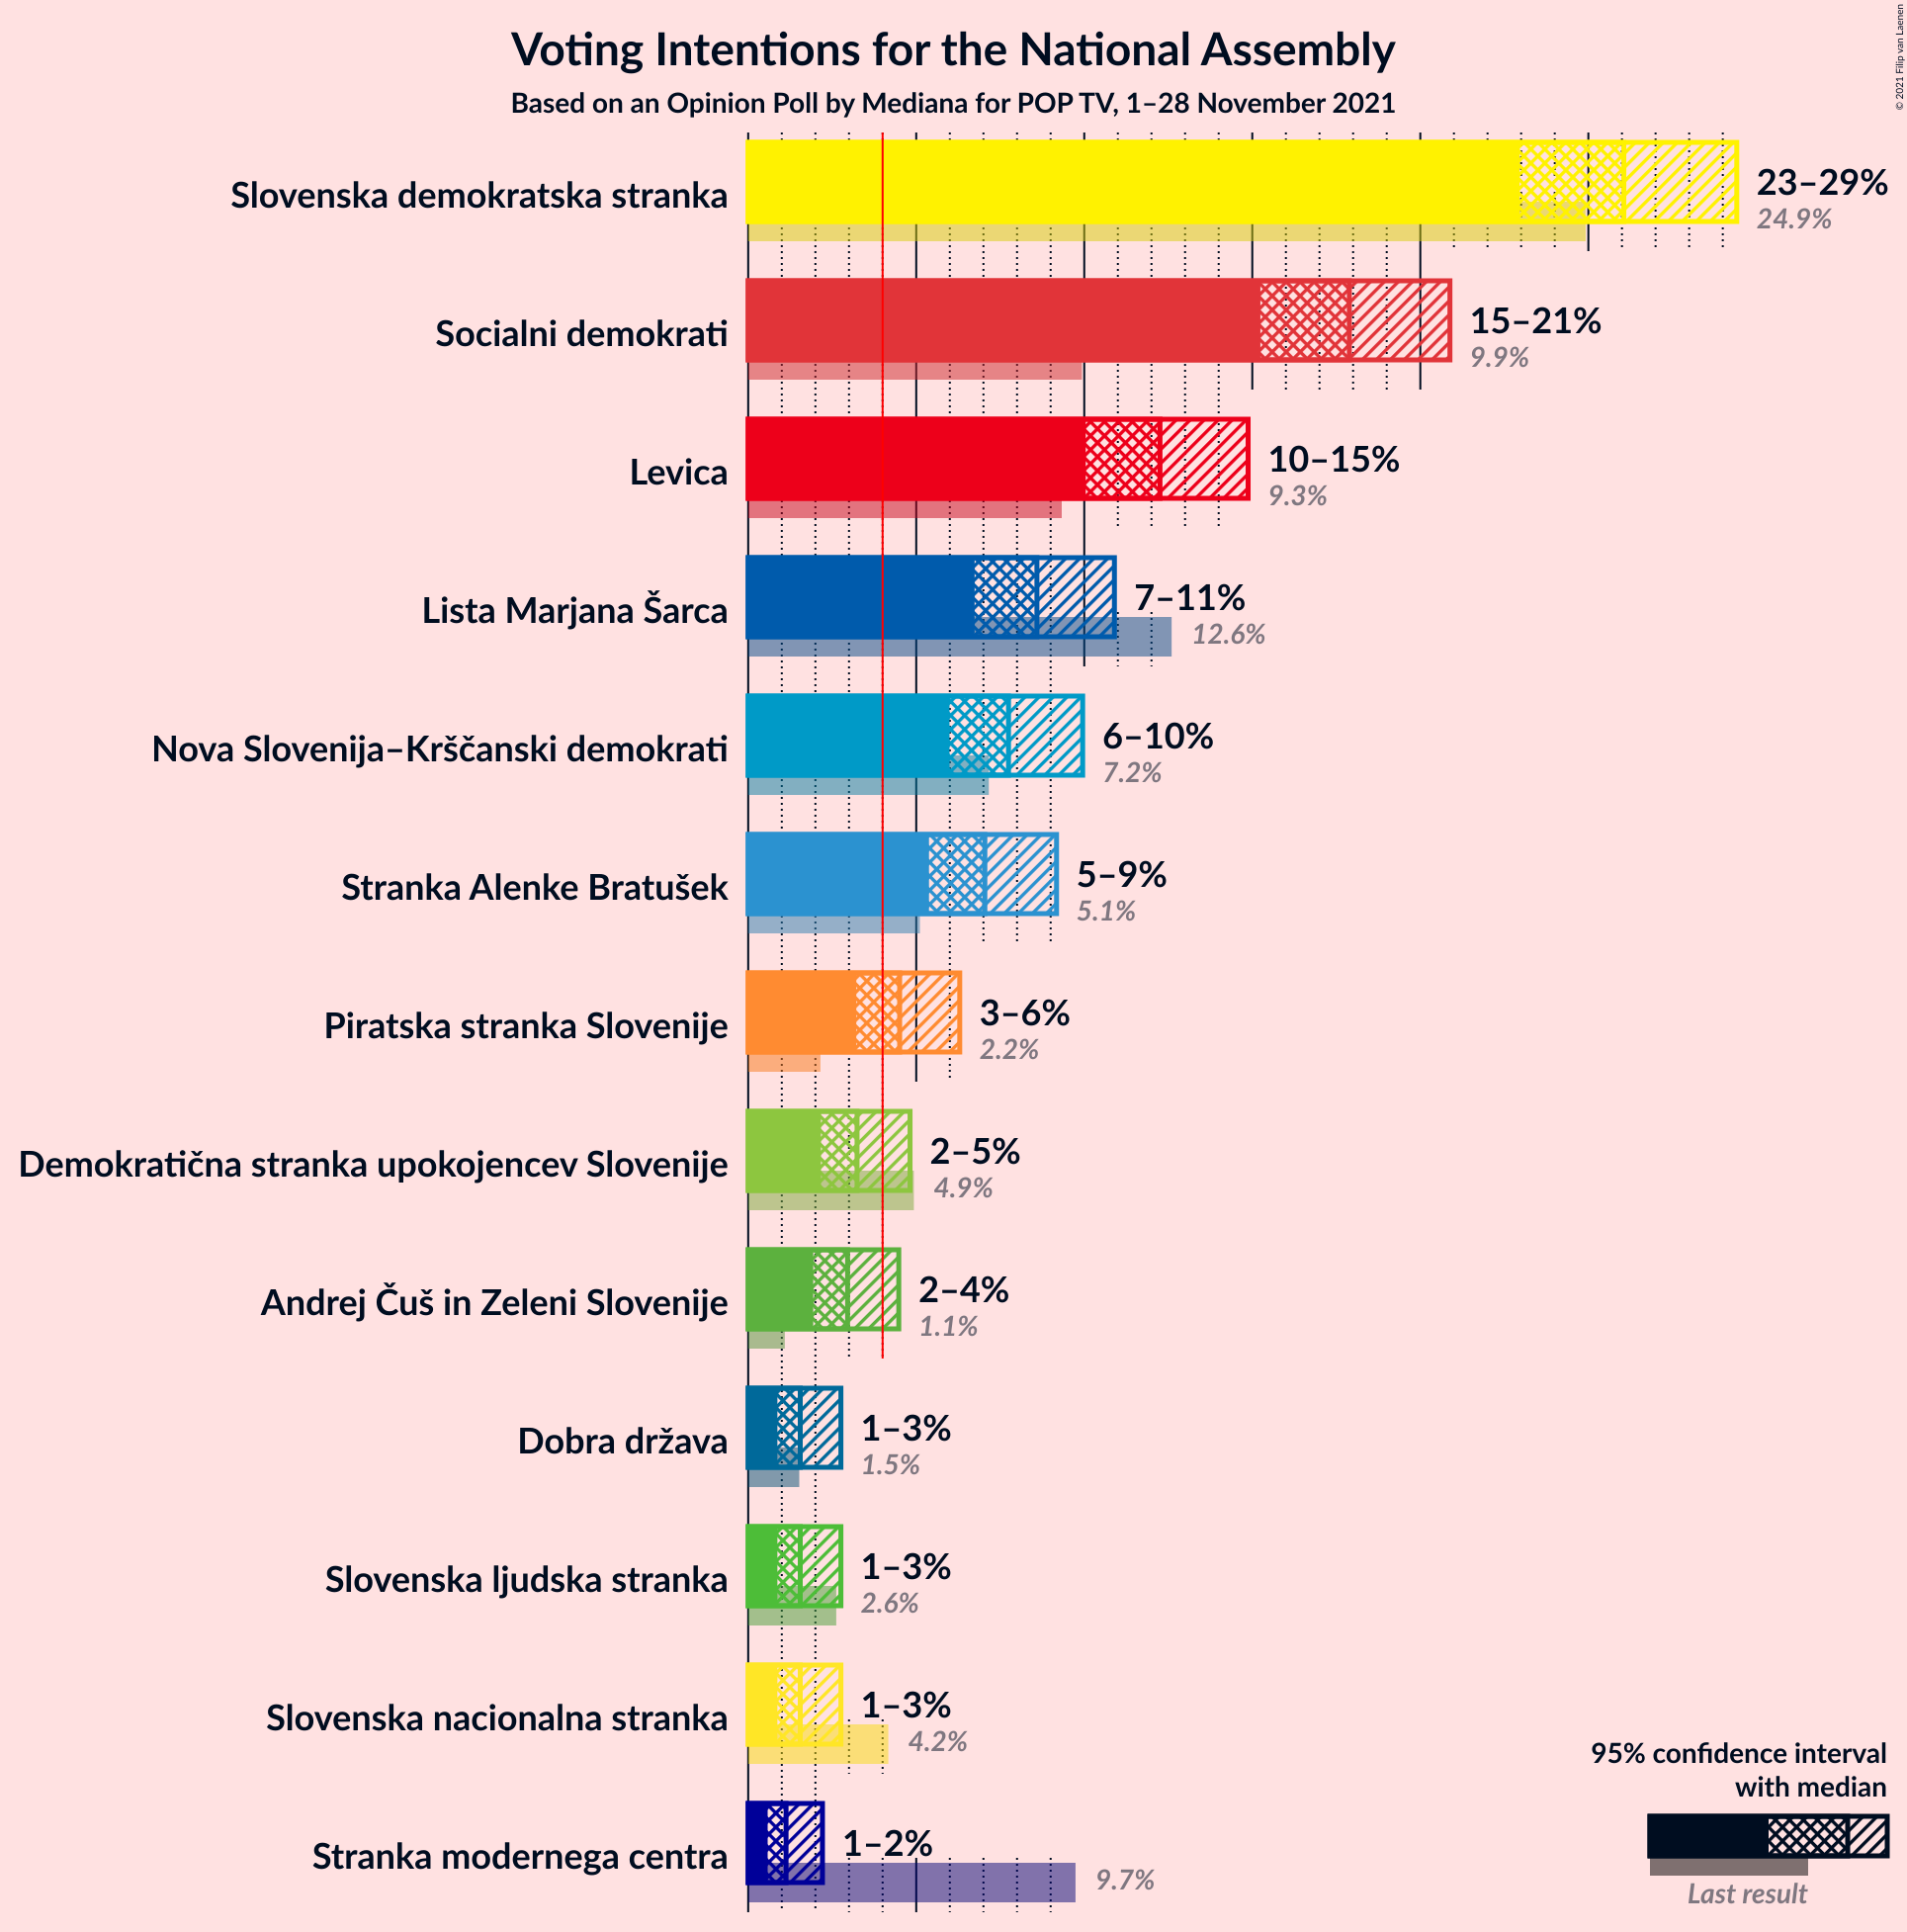 © 2021 Filip van Laenen
Voting Intentions for the National Assembly
Based on an Opinion Poll by Mediana for POP TV, 1–28 November 2021
Slovenska demokratska stranka
23–29%
24.9%
Socialni demokrati
15–21%
9.9%
Levica
10–15%
9.3%
Lista Marjana Šarca
7–11%
12.6%
Nova Slovenija–Krščanski demokrati
6–10%
7.2%
Stranka Alenke Bratušek
5–9%
5.1%
Piratska stranka Slovenije
3–6%
2.2%
Demokratična stranka upokojencev Slovenije
2–5%
4.9%
Andrej Čuš in Zeleni Slovenije
2–4%
1.1%
Dobra država
1–3%
1.5%
Slovenska ljudska stranka
1–3%
2.6%
Slovenska nacionalna stranka
1–3%
4.2%
Stranka modernega centra
1–2%
9.7%
95% confidence interval
with median
Last result